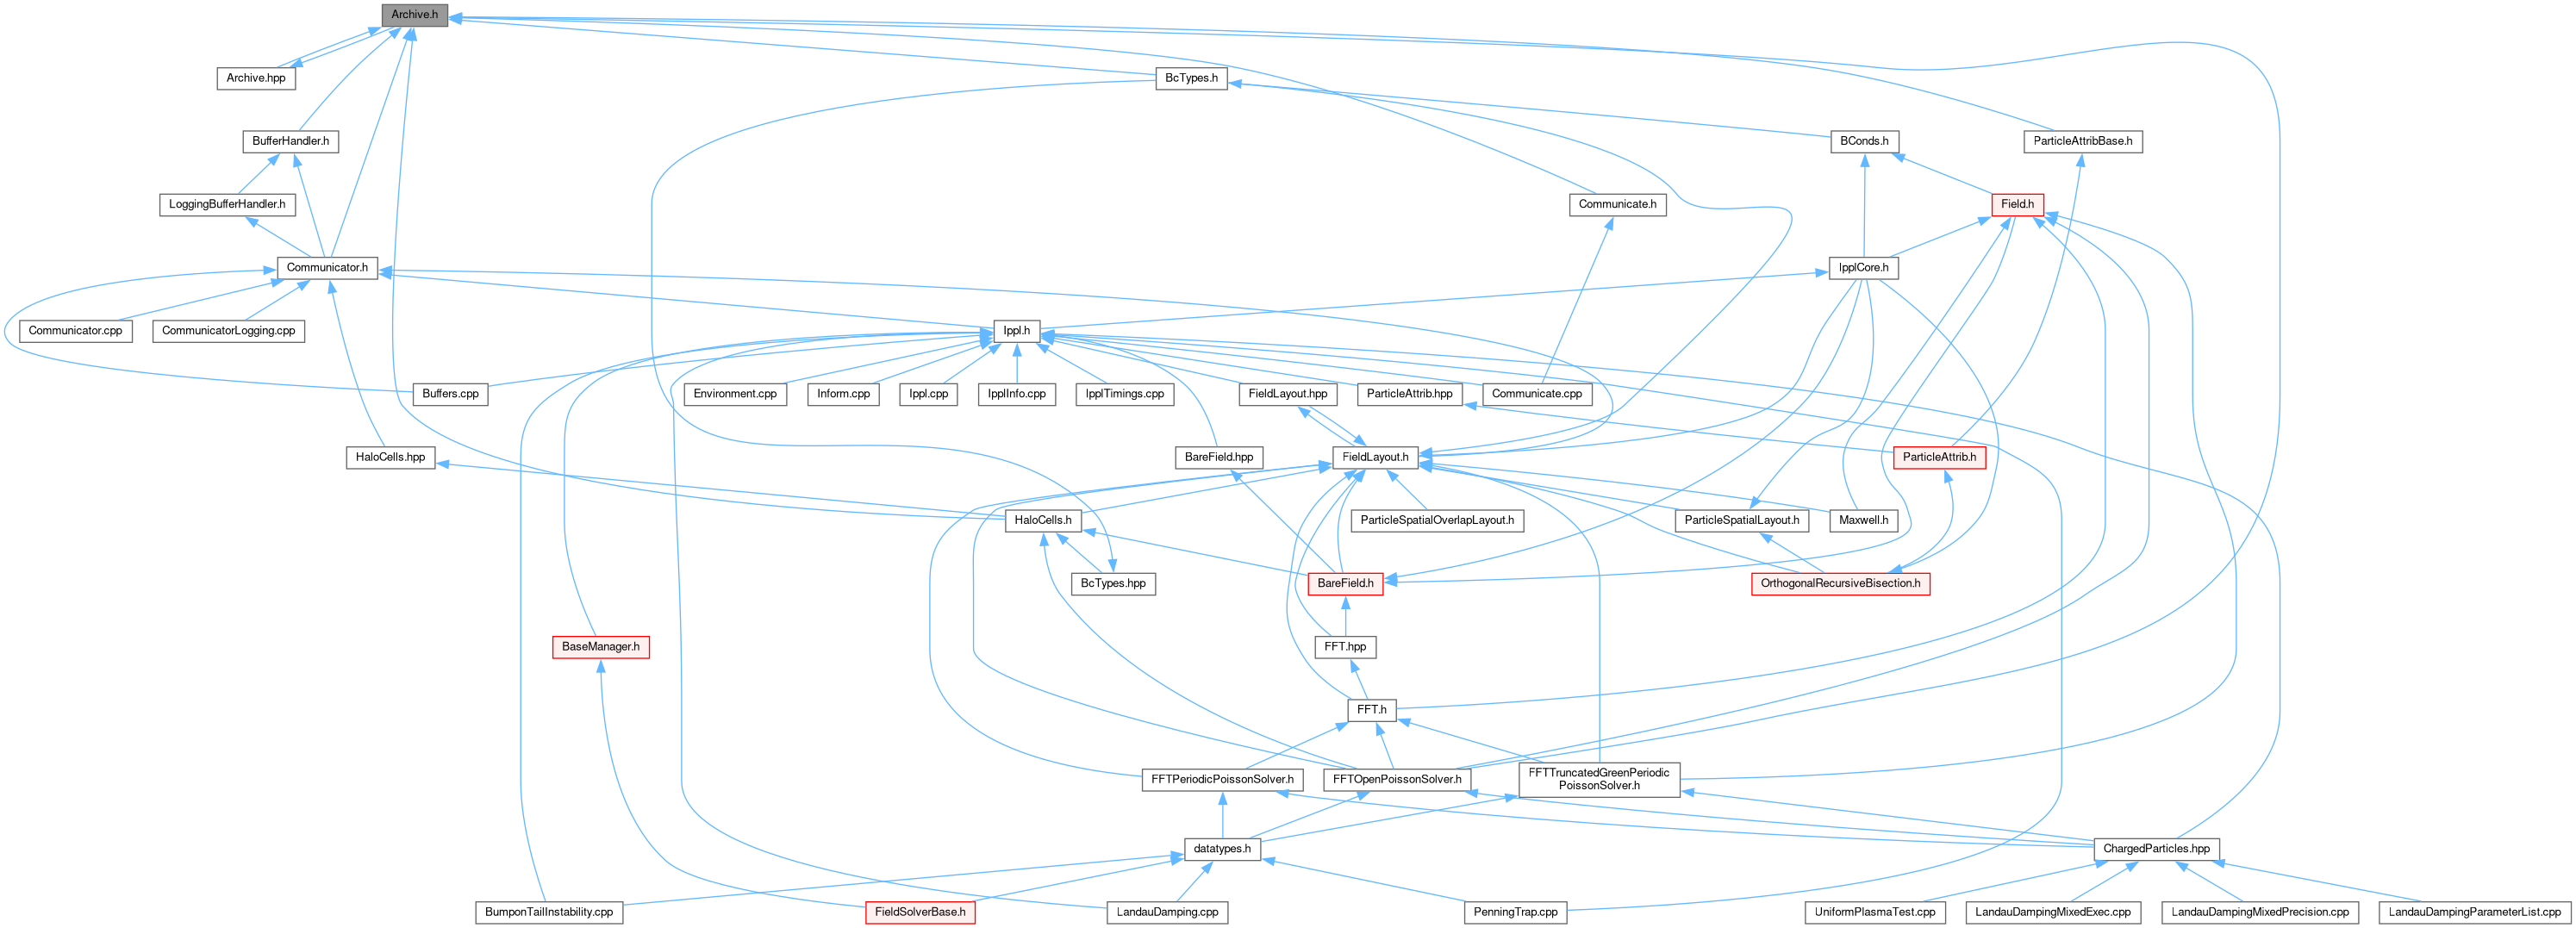 Archive.h
Archive.hpp
BcTypes.h
BufferHandler.h
BConds.h
ParticleAttribBase.h
LoggingBufferHandler.h
Communicate.h
Field.h
Communicator.h
IpplCore.h
Communicator.cpp
CommunicatorLogging.cpp
Ippl.h
Buffers.cpp
Environment.cpp
Inform.cpp
Ippl.cpp
IpplInfo.cpp
IpplTimings.cpp
FieldLayout.hpp
ParticleAttrib.hpp
Communicate.cpp
HaloCells.hpp
BareField.hpp
FieldLayout.h
ParticleAttrib.h
HaloCells.h
ParticleSpatialOverlapLayout.h
ParticleSpatialLayout.h
Maxwell.h
BcTypes.hpp
BareField.h
OrthogonalRecursiveBisection.h
BaseManager.h
FFT.hpp
FFT.h
FFTPeriodicPoissonSolver.h
FFTOpenPoissonSolver.h
FFTTruncatedGreenPeriodic
PoissonSolver.h
datatypes.h
ChargedParticles.hpp
BumponTailInstability.cpp
FieldSolverBase.h
LandauDamping.cpp
PenningTrap.cpp
UniformPlasmaTest.cpp
LandauDampingMixedExec.cpp
LandauDampingMixedPrecision.cpp
LandauDampingParameterList.cpp